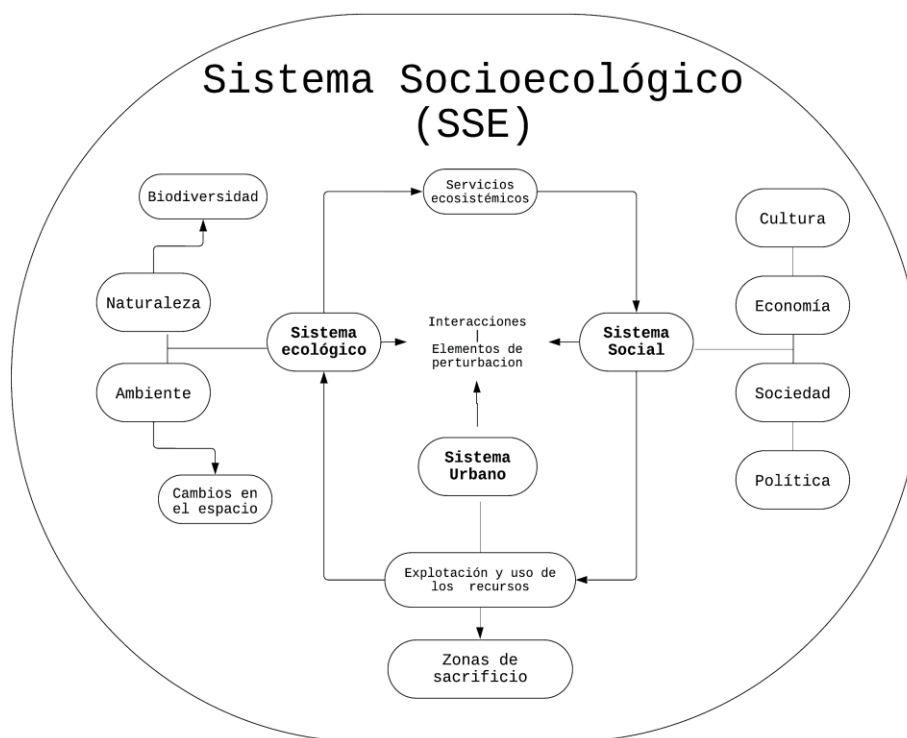 Sistema Socioecológico
(SSE)
Servicios
ecosistémicos
Biodiversidad
Cultura
Naturaleza
Economía
Sistema
ecológico
Interacciones
Elementos de
perturbacion
Sistema
Social
Ambiente
Sociedad
Sistema
Urbano
Cambios en
el espacio
Política
Explotación y uso de
los recursos
Zonas de
sacrificio